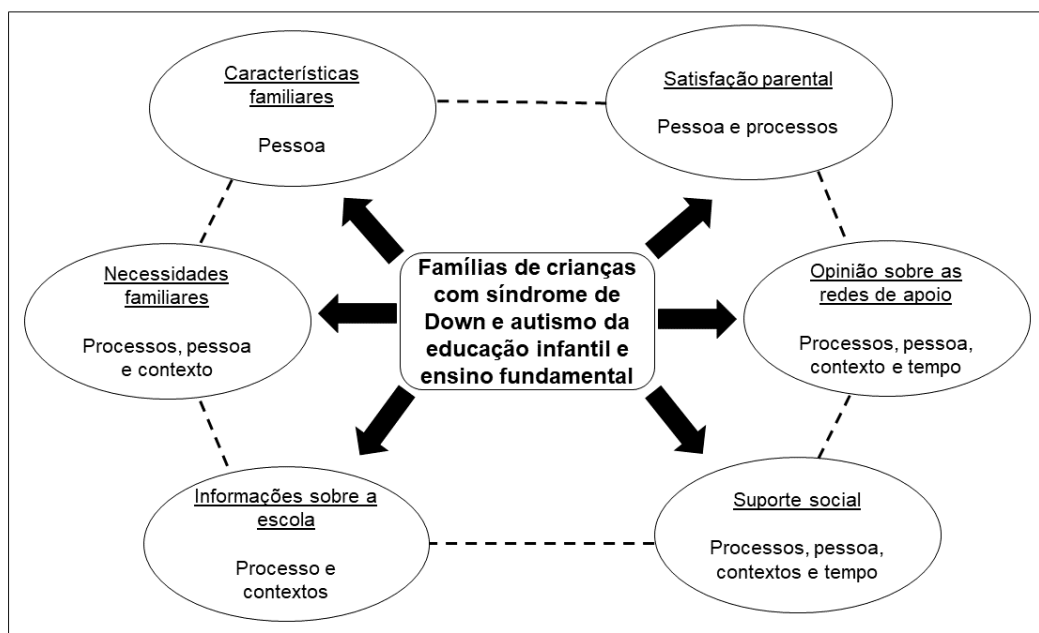 Características
familiares
Pessoa
Satisfação parental
Pessoa e processos
Necessidades
familiares
Processos, pessoa
e contexto
Famílias de crianças
com síndrome de
Down e autismo da
educação infantil e
ensino fundamental
Opinião sobre as
redes de apoio
Processos, pessoa,
contexto e tempo
Informações sobre a
escola
Processo e
contextos
Suporte social
Processos, pessoa,
contextos e tempo